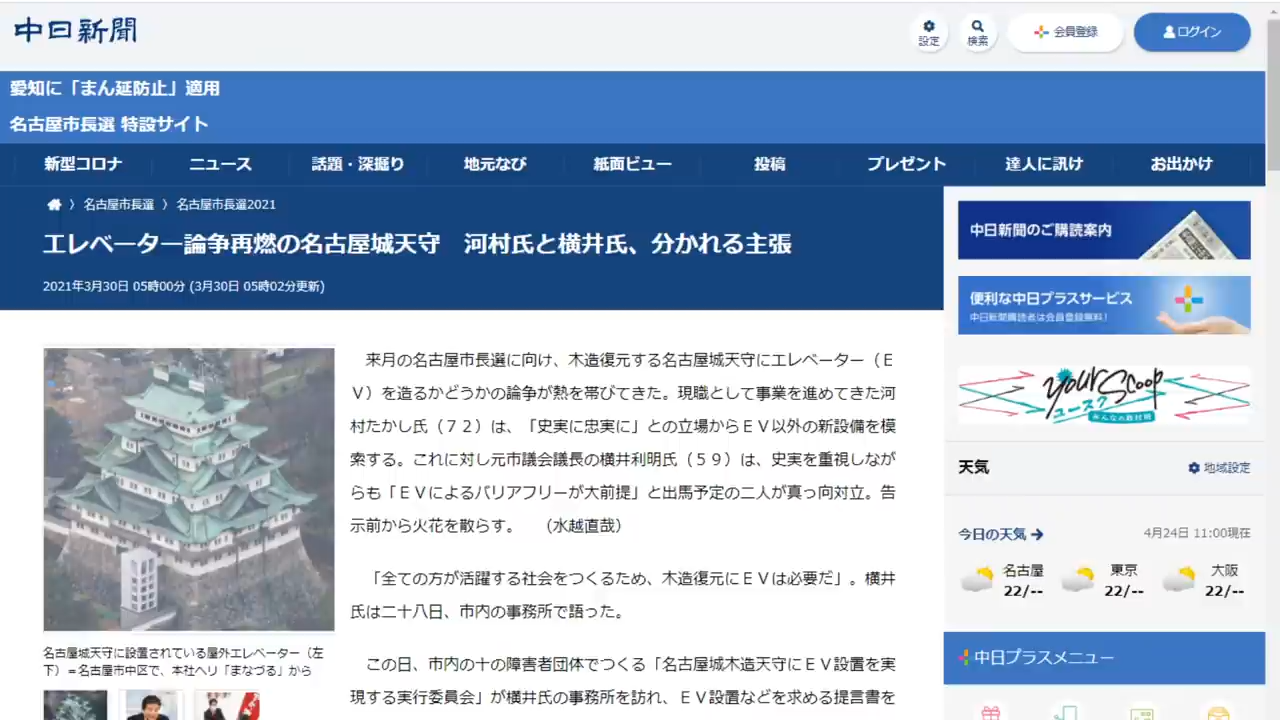 中日新聞
設定
検索
会員登録
ログイン
愛知に「まん延防止」適用
名古屋市長選 特設サイト
新型コロナ
ニュース
話題・深掘り
地元なび
紙面ビュー
投稿
プレゼント
達人に訊け
お出かけ
名古屋市長選 〉 名古屋市長選2021
エレベーター論争再燃の名古屋城天守　河村氏と横井氏、分かれる主張
2021年3月30日 05時00分 (3月30日 05時02分更新)
来月の名古屋市長選に向け、木造復元する名古屋城天守にエレベーター（Ｅ
Ｖ）を造るかどうかの論争が熱を帯びてきた。現職として事業を進めてきた河
村たかし氏（７２）は、「史実に忠実に」との立場からＥＶ以外の新設備を模
索する。これに対し元市議会議長の横井利明氏（５９）は、史実を重視しなが
らも「ＥＶによるバリアフリーが大前提」と出馬予定の二人が真っ向対立。告
示前から火花を散らす。　（水越直哉）
「全ての方が活躍する社会をつくるため、木造復元にＥＶは必要だ」。横井
氏は二十八日、市内の事務所で語った。
この日、市内の十の障害者団体でつくる「名古屋城木造天守にＥＶ設置を実
現する実行委員会」が横井氏の事務所を訪れ、ＥＶ設置などを求める提言書を
名古屋城天守に設置されている屋外エレベーター（左
下）＝名古屋市中区で、本社ヘリ「まなづる」から
中日新聞のご購読案内
便利な中日プラスサービス
中日新聞購読者は会員登録無料！
your Scoop
ユースク
みんなの取材班
天気
地域設定
今日の天気
4月24日 11:00現在
名古屋
22/--
東京
22/--
大阪
22/--
中日プラスメニュー